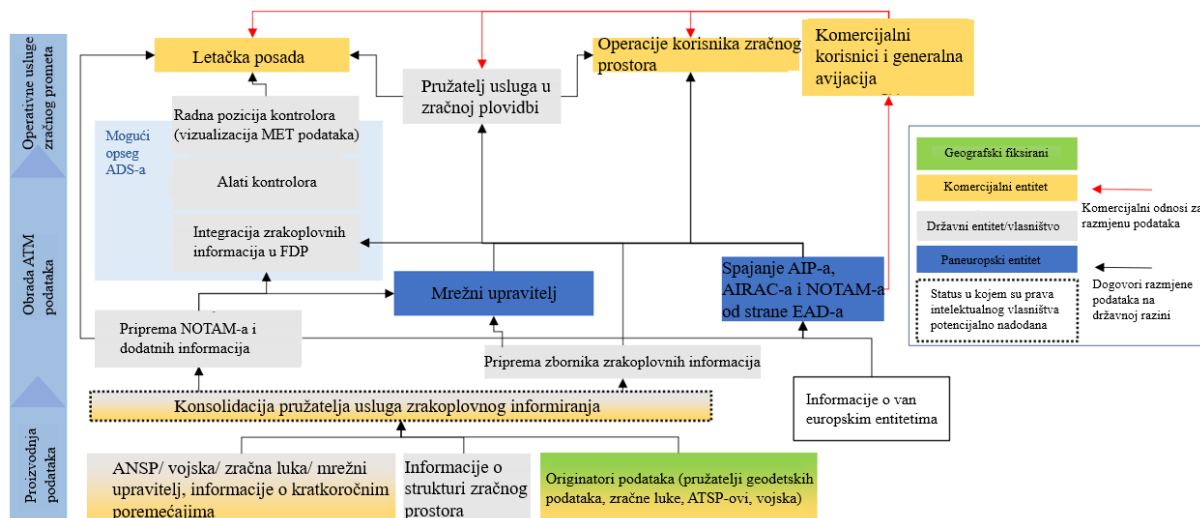 Operativne usluge
zračnog prometa
Obrada ATM
podataka
Proizvodnja
podataka
Letačka posada
Pružatelj usluga u
zračnoj plovidbi
Operacije korisnika zračnog
prostora
Komercijalni
korisnici i generalna
avijacija
Mogući
opseg
ADS-a
Radna pozicija kontrolora
(vizualizacija MET podataka)
Alati kontrolora
Integracija zrakoplovnih
informacija u FDP
Mrežni upravitelj
Spajanje AIP-a,
AIRAC-a i NOTAM-a
od strane EAD-a
Priprema NOTAM-a i
dodatnih informacija
Priprema zbornika zrakoplovnih informacija
Informacije o van
europskim entitetima
Konsolidacija pružatelja usluga zrakoplovnog informiranja
ANSP/ vojska/ zračna luka/ mrežni
upravitelj, informacije o kratkoročnim
poremećajima
Informacije o
strukturi zračnog
prostora
Originatori podataka (pružatelji geodetskih
podataka, zračne luke, ATSP-ovi, vojska)
Geografski fiksirani
Komercijalni entitet
Državni entitet/vlasništvo
Paneuropski entitet
Status u kojem su prava
intelektualnog vlasništva
potencijalno nadodana
Komercijalni odnosi za
razmjenu podataka
Dogovori razmjene
podataka na
državnoj razini